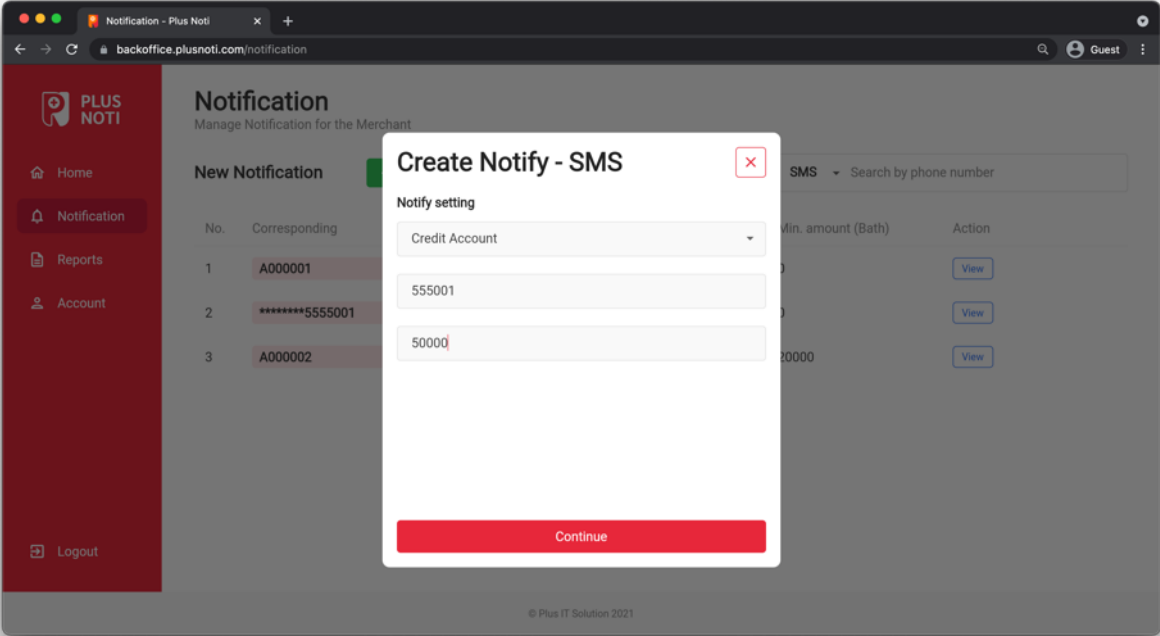 Notification - Plus Noti
backoffice.plusnoti.com/notification
Guest
PLUS
NOTI
Home
Notification
Reports
Account
Logout
Notification
Manage Notification for the Merchant
New Notification
SMS
Search by phone number
No.
Corresponding
Min. amount (Bath)
Action
1
A000001
0
View
2
********5555001
0
View
3
A000002
20000
View
Create Notify - SMS
Notify setting
Credit Account
555001
50000
Continue
© Plus IT Solution 2021